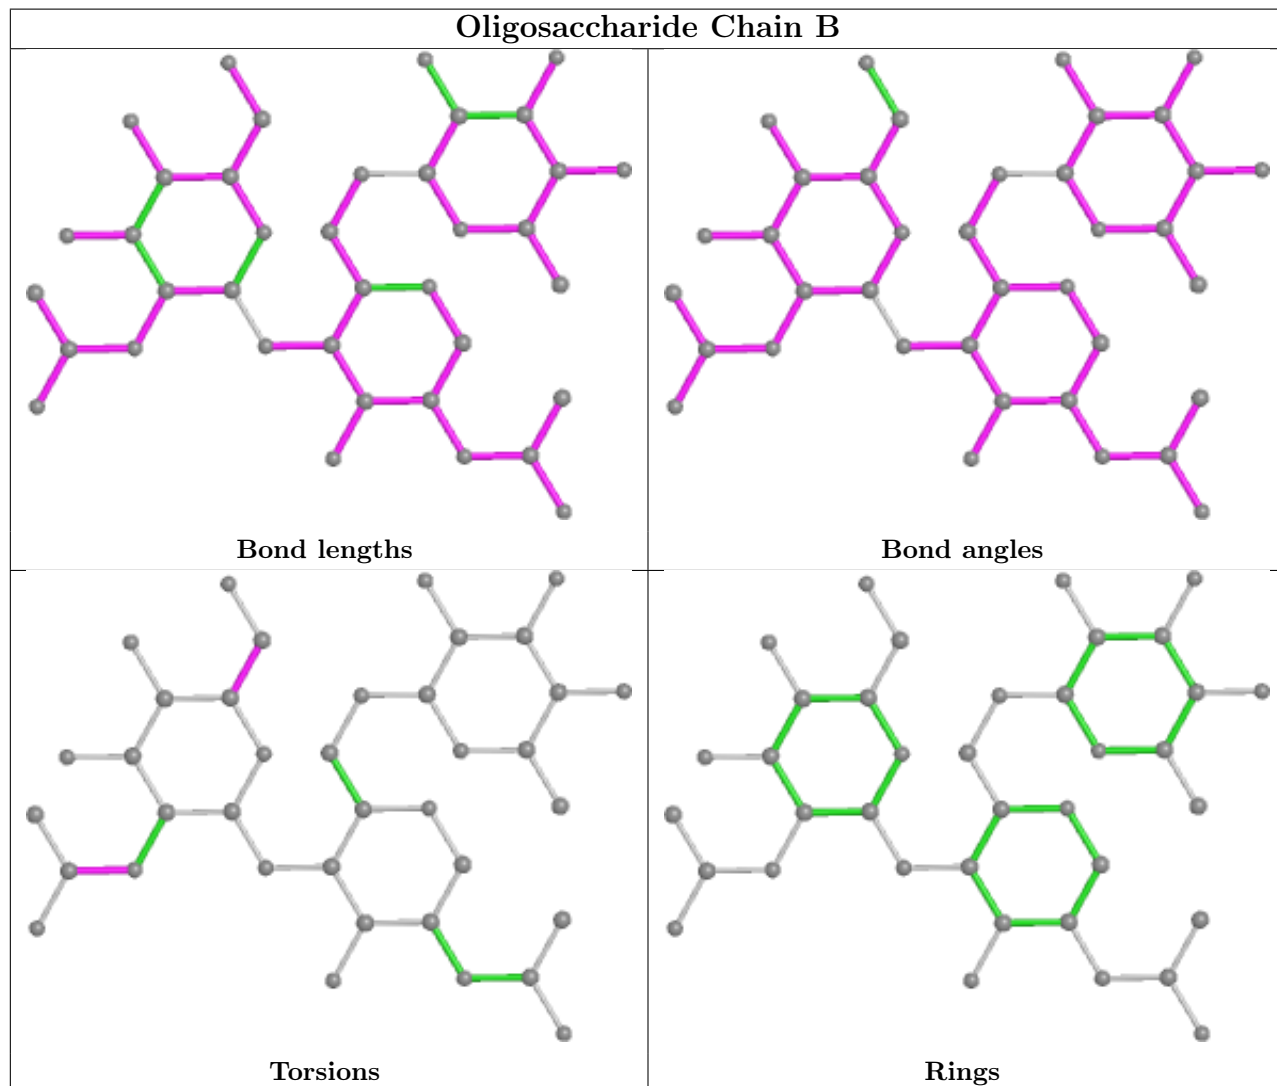 Oligosaccharide Chain B
Bond lengths
Bond angles
Torsions
Rings